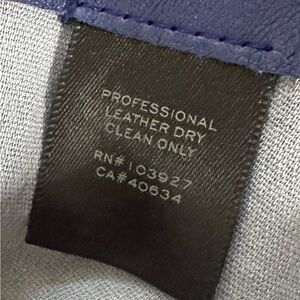 PROFESSIONAL
LEATHER DRY
CLEAN ONLY
RN# 103927
CA# 40634